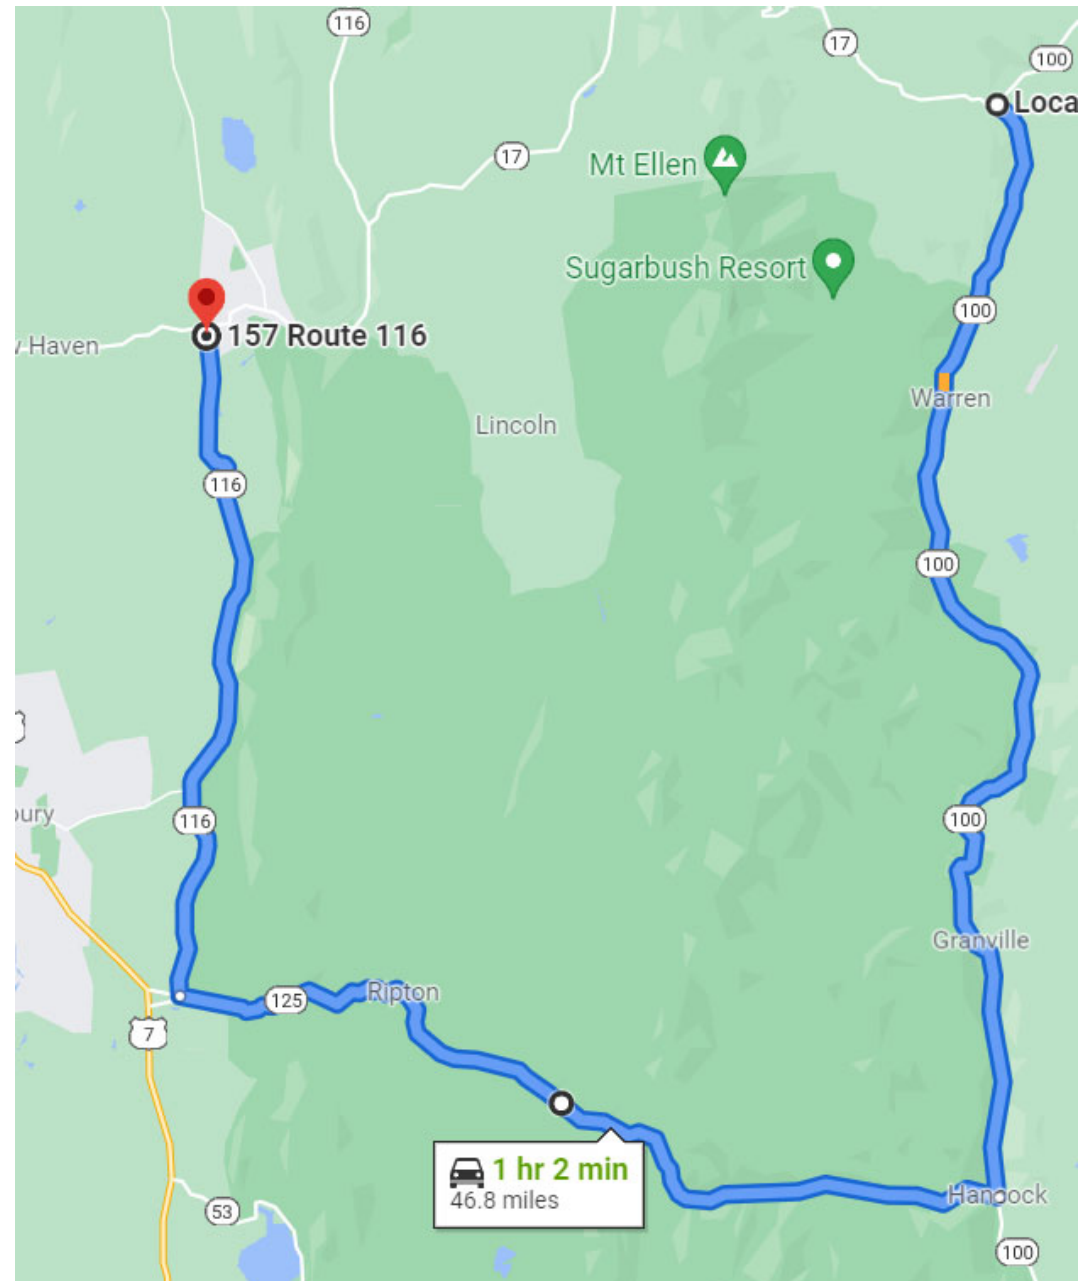 116
17
100
Loca
Mt Ellen
17
Sugarbush Resort
100
157 Route 116
v Haven
Warren
Lincoln
116
100
bury
116
100
Granville
Ripton
125
7
1 hr 2 min
46.8 miles
Hancock
53
100